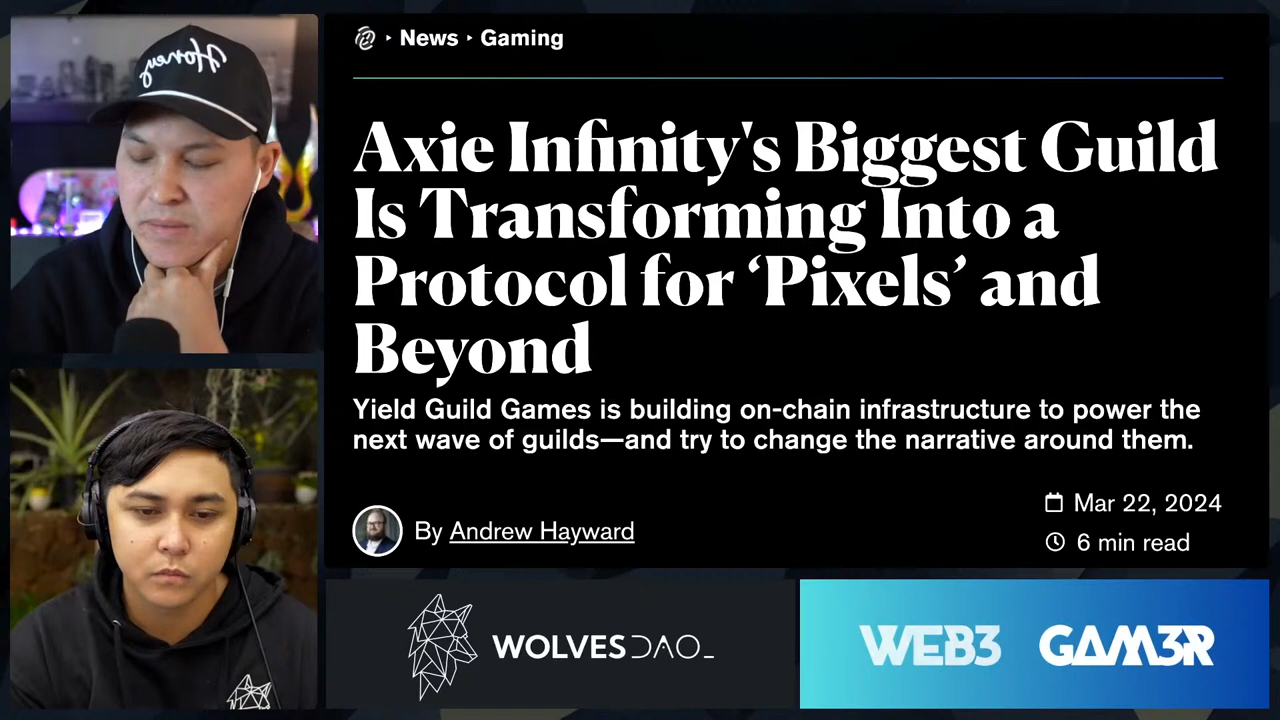 Honey
News ‣ Gaming
Axie Infinity's Biggest Guild
Is Transforming Into a
Protocol for ‘Pixels’ and
Beyond
Yield Guild Games is building on-chain infrastructure to power the
next wave of guilds—and try to change the narrative around them.
By Andrew Hayward
Mar 22, 2024
6 min read
WOLVESDAO_
WEB3 GAM3R